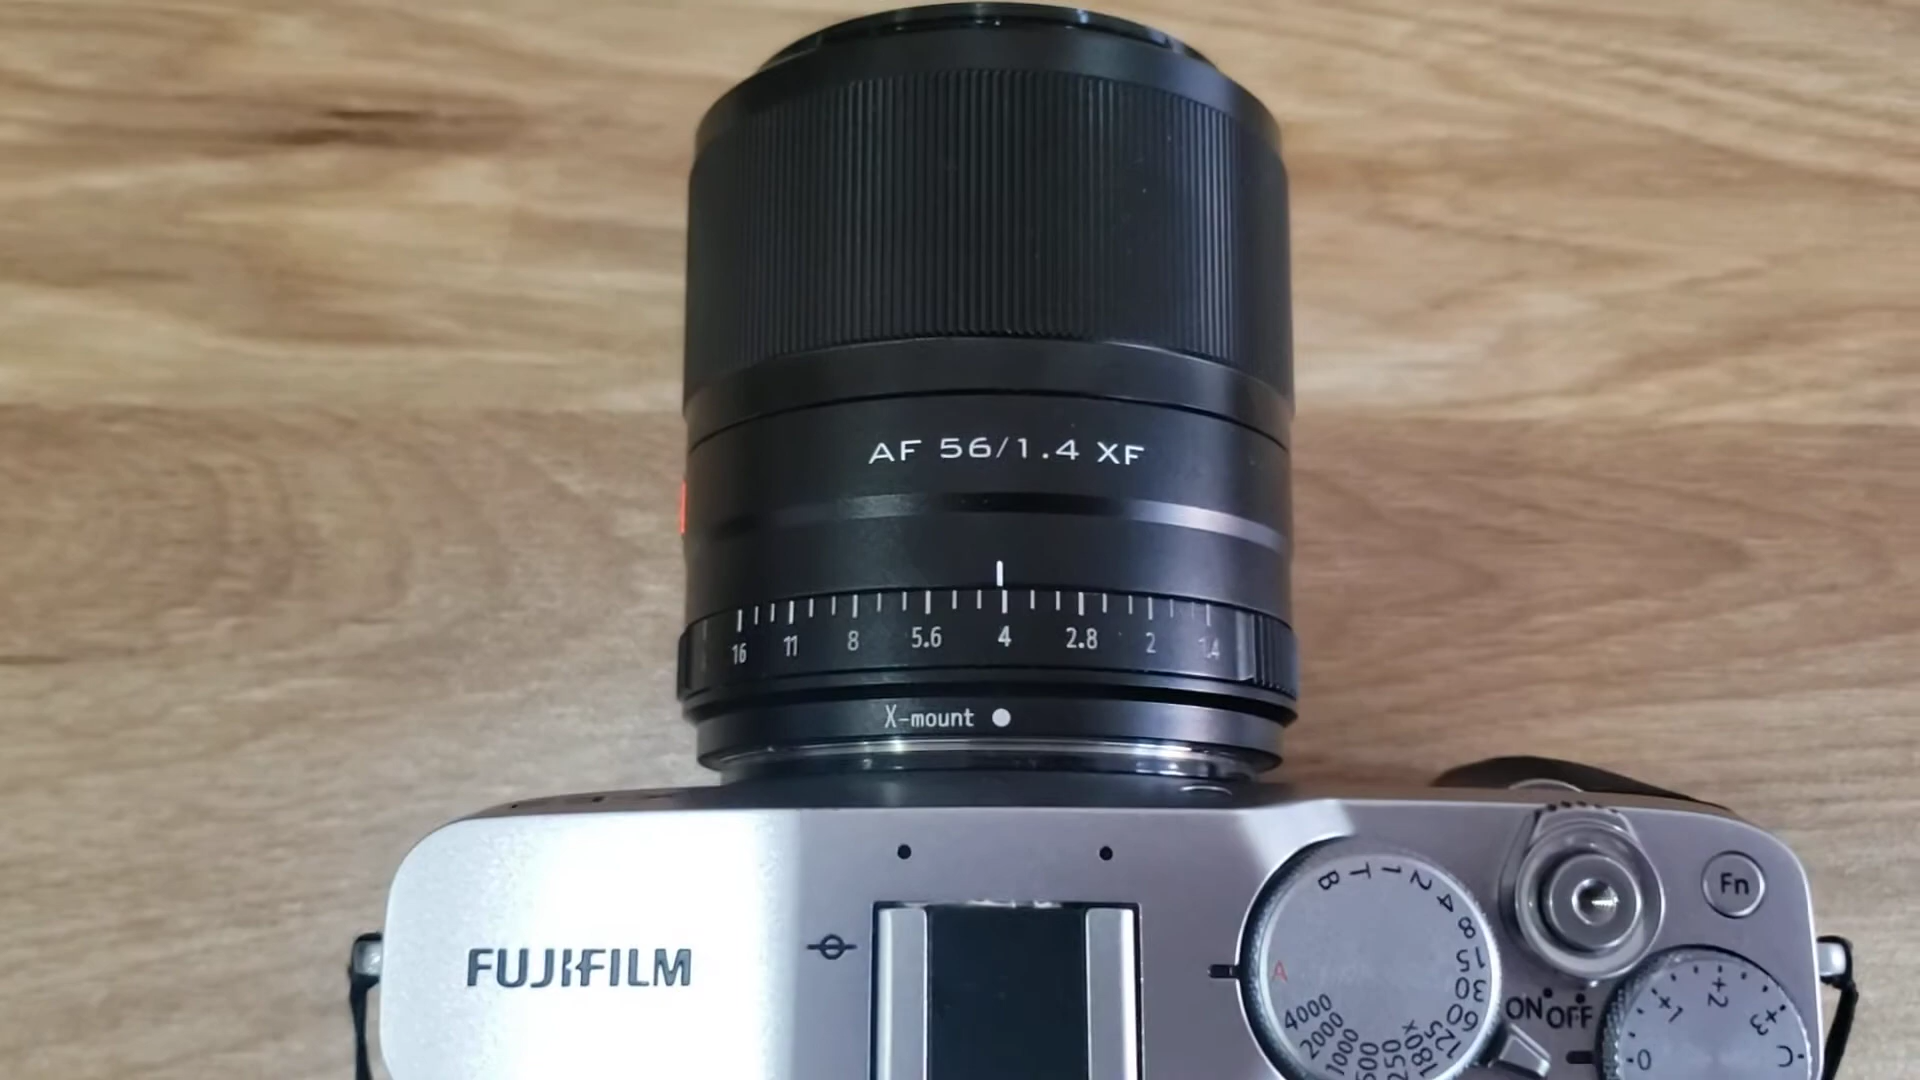 AF 56/1.4 XF
16 11 8 5.6 4 2.8 2 1.4
X-mount
Fn
FUJIFILM
B T 1 2 4 8 15 30 60 125 180X 250 500 1000 2000 4000 A
ON OFF
0 +1 +2 +3 C